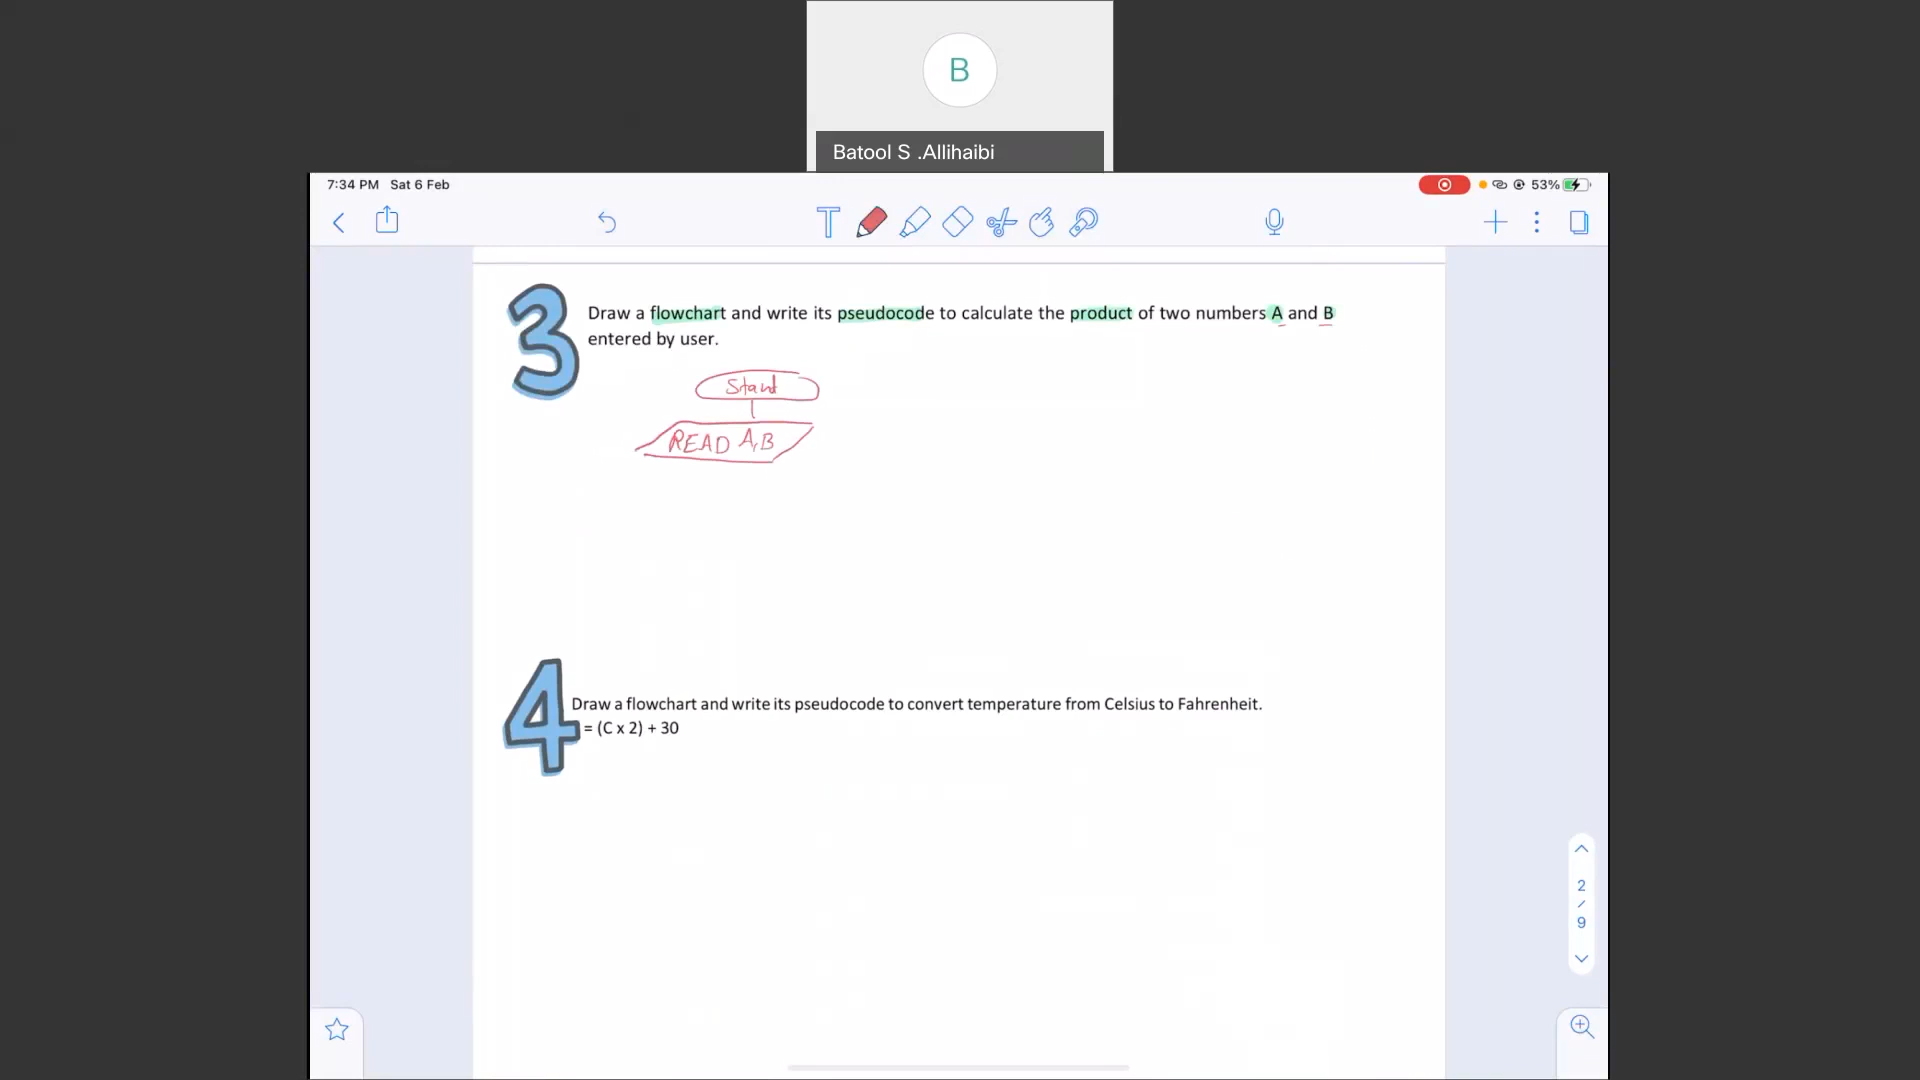 B
Batool S .Allihaibi
7:34 PM Sat 6 Feb
53%
T
3
Draw a flowchart and write its pseudocode to calculate the product of two numbers A and B
entered by user.
Start
READ A,B
4
Draw a flowchart and write its pseudocode to convert temperature from Celsius to Fahrenheit.
= (C x 2) + 30
2
/
9